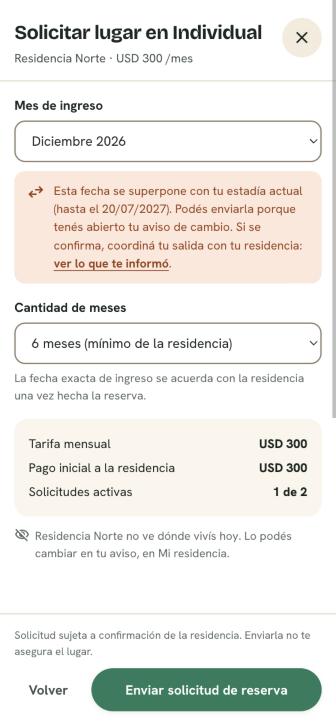 Solicitar lugar en Individual
Residencia Norte · USD 300 /mes
Mes de ingreso
Diciembre 2026
Esta fecha se superpone con tu estadía actual
(hasta el 20/07/2027). Podés enviarla porque
tenés abierto tu aviso de cambio. Si se
confirma, coordiná tu salida con tu residencia:
ver lo que te informó.
Cantidad de meses
6 meses (mínimo de la residencia)
La fecha exacta de ingreso se acuerda con la residencia
una vez hecha la reserva.
Tarifa mensual USD 300
Pago inicial a la residencia USD 300
Solicitudes activas 1 de 2
Residencia Norte no ve dónde vivís hoy. Lo podés
cambiar en tu aviso, en Mi residencia.
Solicitud sujeta a confirmación de la residencia. Enviarla no te
asegura el lugar.
Volver Enviar solicitud de reserva